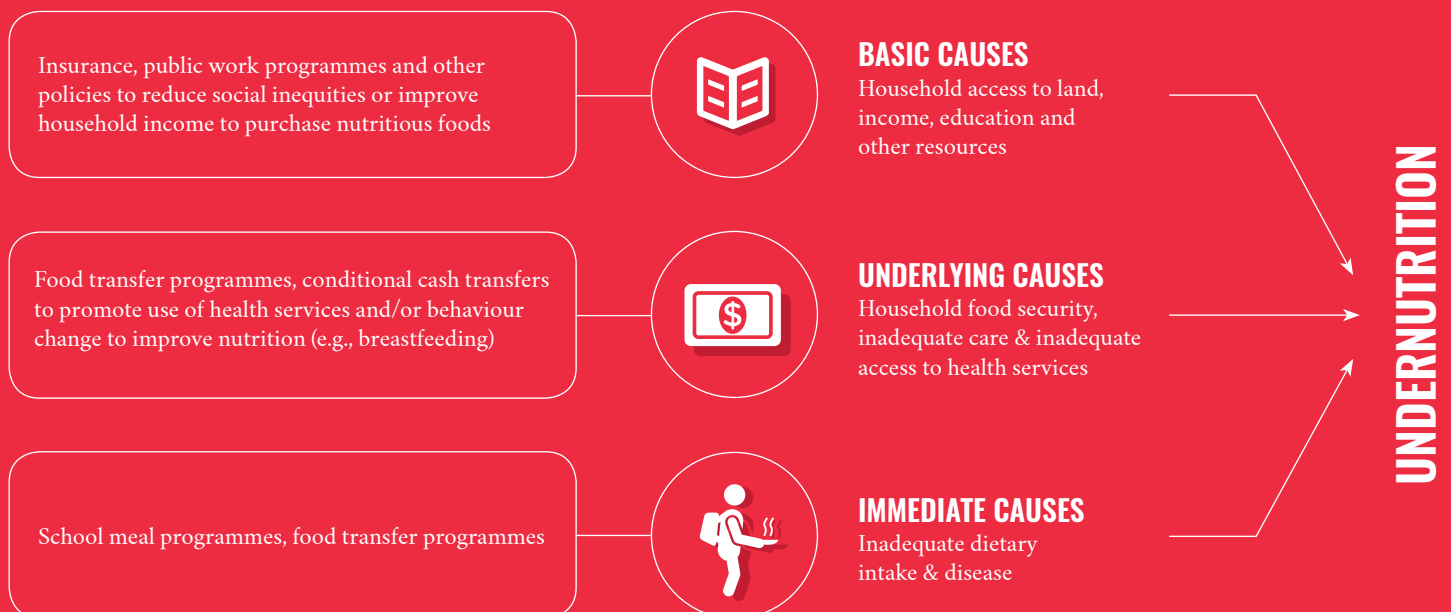 Insurance, public work programmes and other
policies to reduce social inequities or improve
household income to purchase nutritious foods
BASIC CAUSES
Household access to land,
income, education and
other resources
Food transfer programmes, conditional cash transfers
to promote use of health services and/or behaviour
change to improve nutrition (e.g., breastfeeding)
$
UNDERLYING CAUSES
Household food security,
inadequate care & inadequate
access to health services
School meal programmes, food transfer programmes
IMMEDIATE CAUSES
Inadequate dietary
intake & disease
UNDERNUTRITION